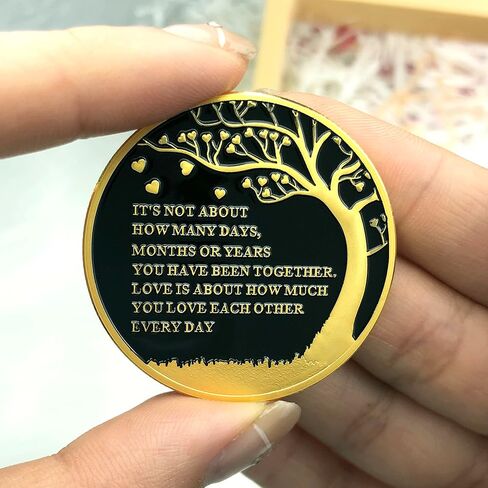 IT'S NOT ABOUT
HOW MANY DAYS,
MONTHS OR YEARS
YOU HAVE BEEN TOGETHER.
LOVE IS ABOUT HOW MUCH
YOU LOVE EACH OTHER
EVERY DAY